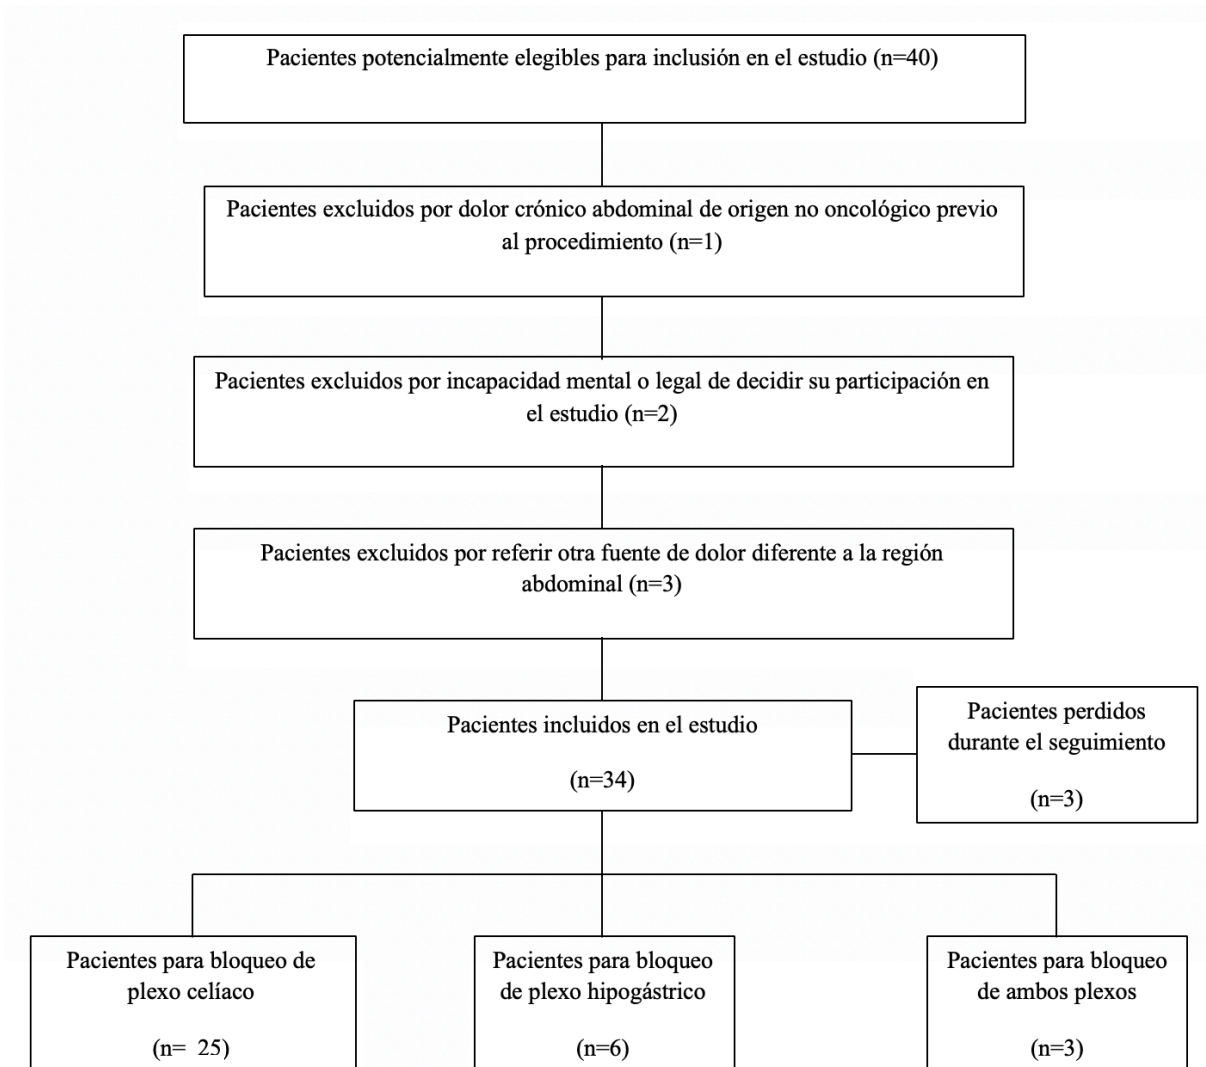 Pacientes potencialmente elegibles para inclusión en el estudio (n=40)
Pacientes excluidos por dolor crónico abdominal de origen no oncológico previo
al procedimiento (n=1)
Pacientes excluidos por incapacidad mental o legal de decidir su participación en
el estudio (n=2)
Pacientes excluidos por referir otra fuente de dolor diferente a la región
abdominal (n=3)
Pacientes incluidos en el estudio
(n=34)
Pacientes perdidos
durante el seguimiento
(n=3)
Pacientes para bloqueo de
plexo celíaco
(n= 25)
Pacientes para bloqueo
de plexo hipogástrico
(n=6)
Pacientes para bloqueo
de ambos plexos
(n=3)